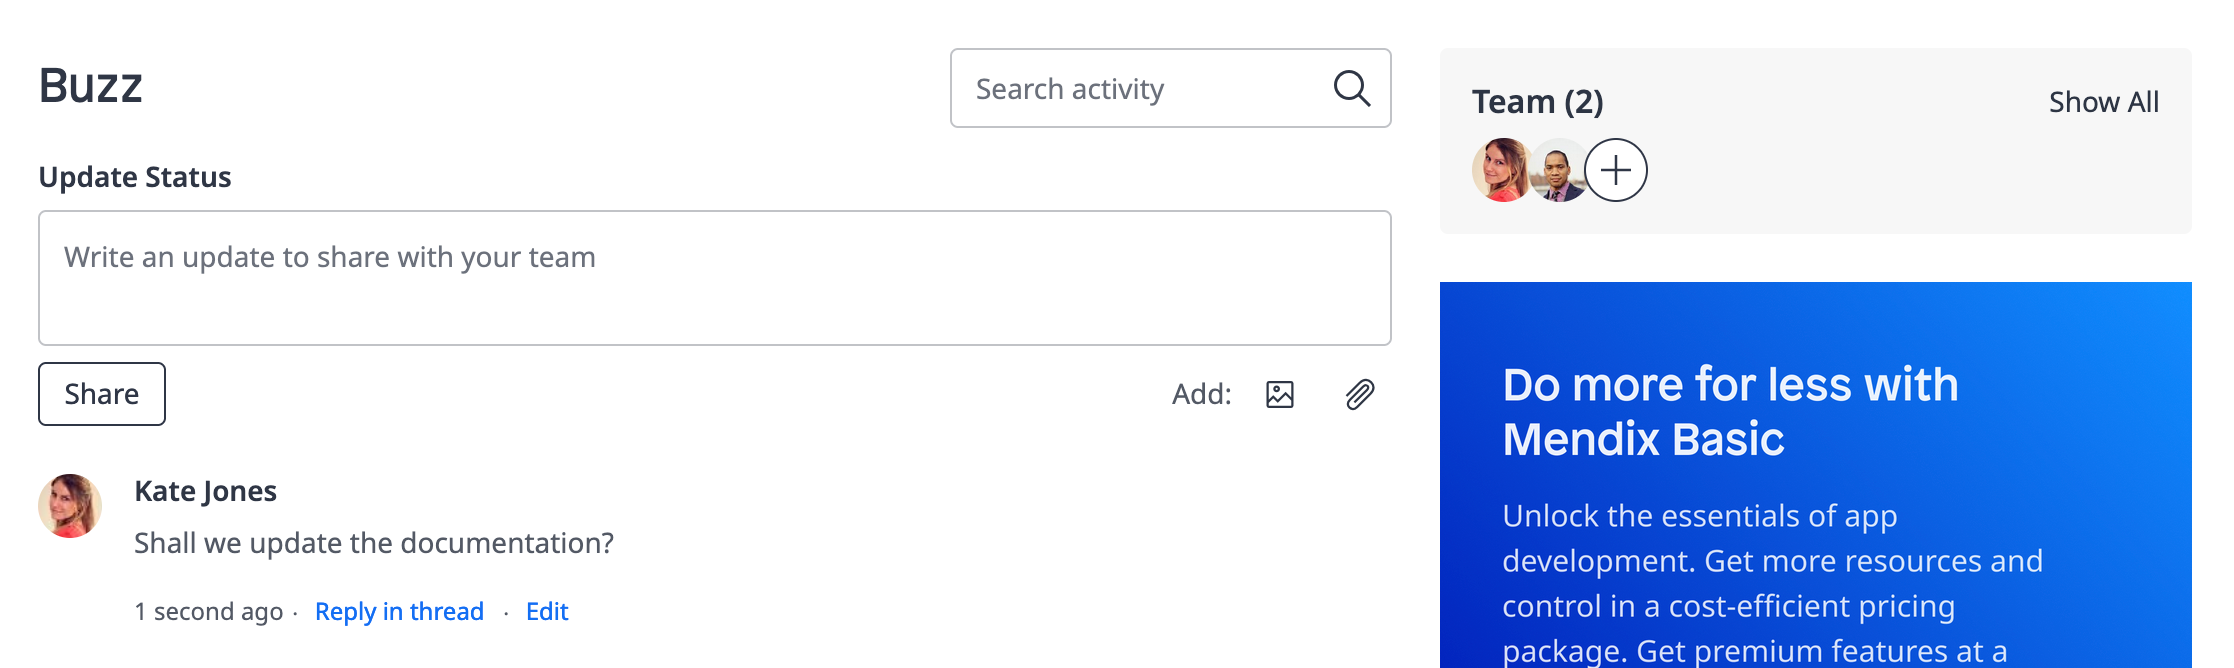 Buzz
Search activity
Update Status
Write an update to share with your team
Share
Add:
Kate Jones
Shall we update the documentation?
1 second ago · Reply in thread · Edit
Team (2)
Show All
Do more for less with
Mendix Basic
Unlock the essentials of app
development. Get more resources and
control in a cost-efficient pricing
package. Get premium features at a